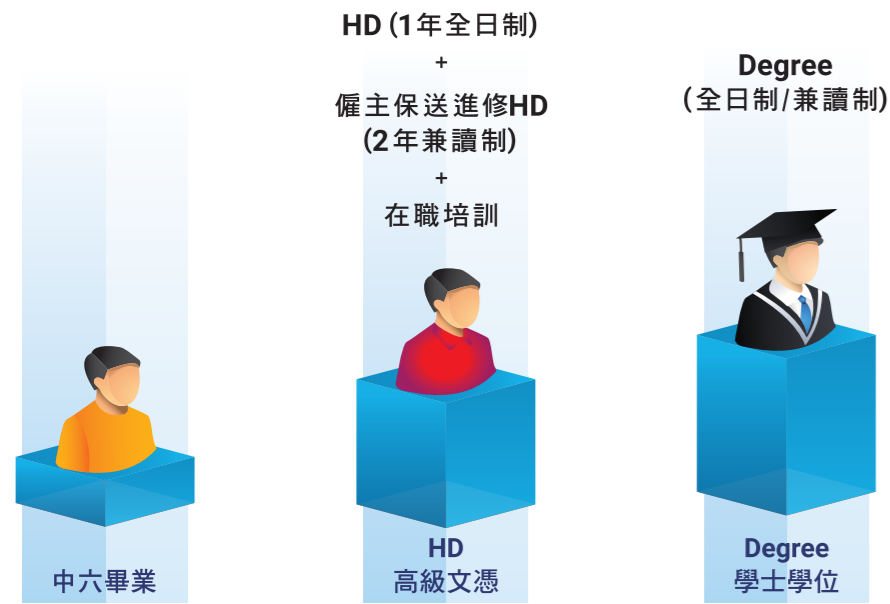 HD (1年全日制)
+
僱主保送進修HD
(2年兼讀制)
+
在職培訓
Degree
(全日制/兼讀制)
中六畢業
HD
高級文憑
Degree
學士學位